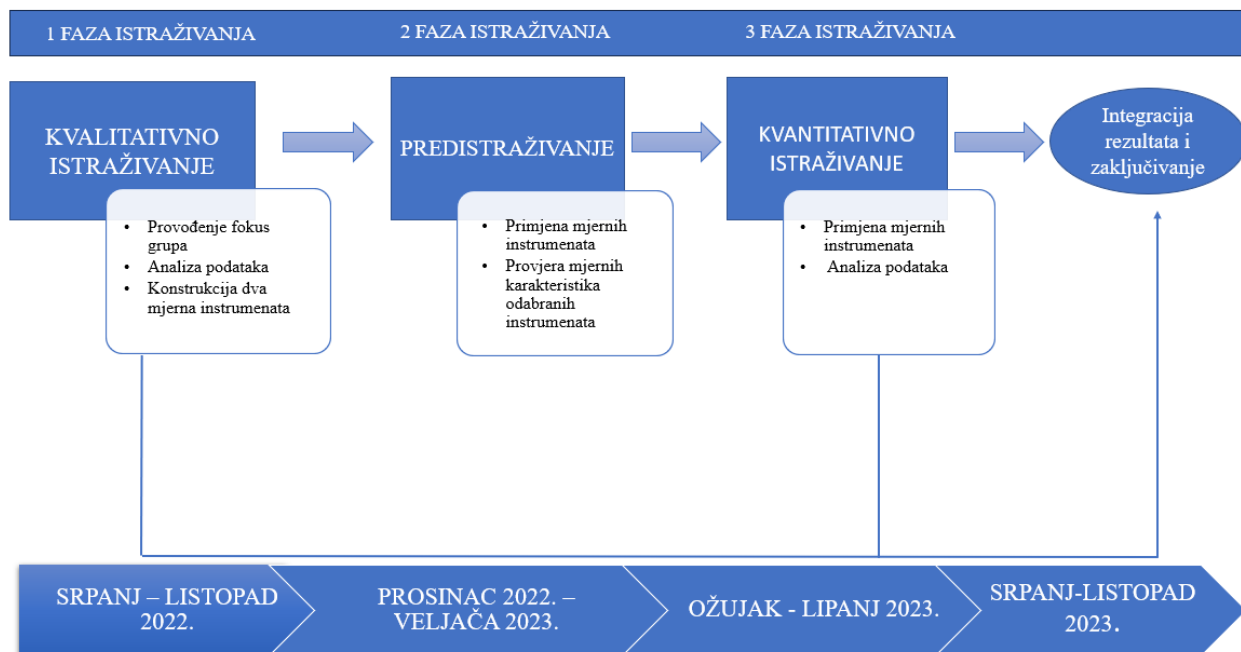 1 FAZA ISTRAŽIVANJA
2 FAZA ISTRAŽIVANJA
3 FAZA ISTRAŽIVANJA
KVALITATIVNO
ISTRAŽIVANJE
• Provođenje fokus
grupa
• Analiza podataka
• Konstrukcija dva
mjerna instrumenata
PREDISTRAŽIVANJE
• Primjena mjernih
instrumenata
• Provjera mjernih
karakteristika
odabranih
instrumenata
KVANTITATIVNO
ISTRAŽIVANJE
• Primjena mjernih
instrumenata
• Analiza podataka
Integracija
rezultata i
zaključivanje
SRPANJ – LISTOPAD
2022.
PROSINAC 2022. –
VELJAČA 2023.
OŽUJAK - LIPANJ 2023.
SRPANJ-LISTOPAD
2023.